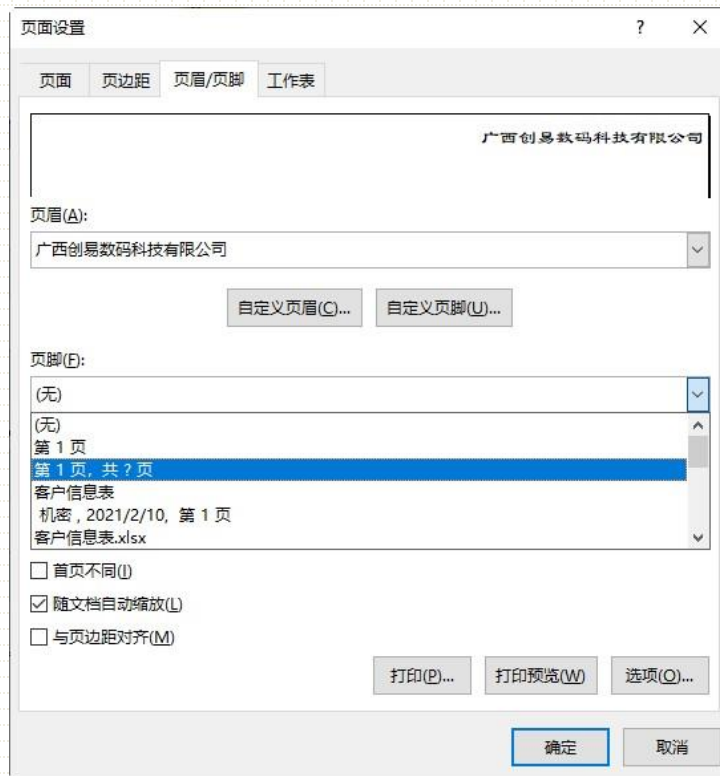 页面设置 ? ×
页面 页边距 页眉/页脚 工作表
广西创易数码科技有限公司
页眉(A):
广西创易数码科技有限公司
自定义页眉(C)... 自定义页脚(U)...
页脚(F):
(无)
(无)
第 1 页
第 1 页, 共 ? 页
客户信息表
机密 , 2021/2/10, 第 1 页
客户信息表.xlsx
首页不同(I)
随文档自动缩放(L)
与页边距对齐(M)
打印(P)... 打印预览(W) 选项(O)...
确定 取消